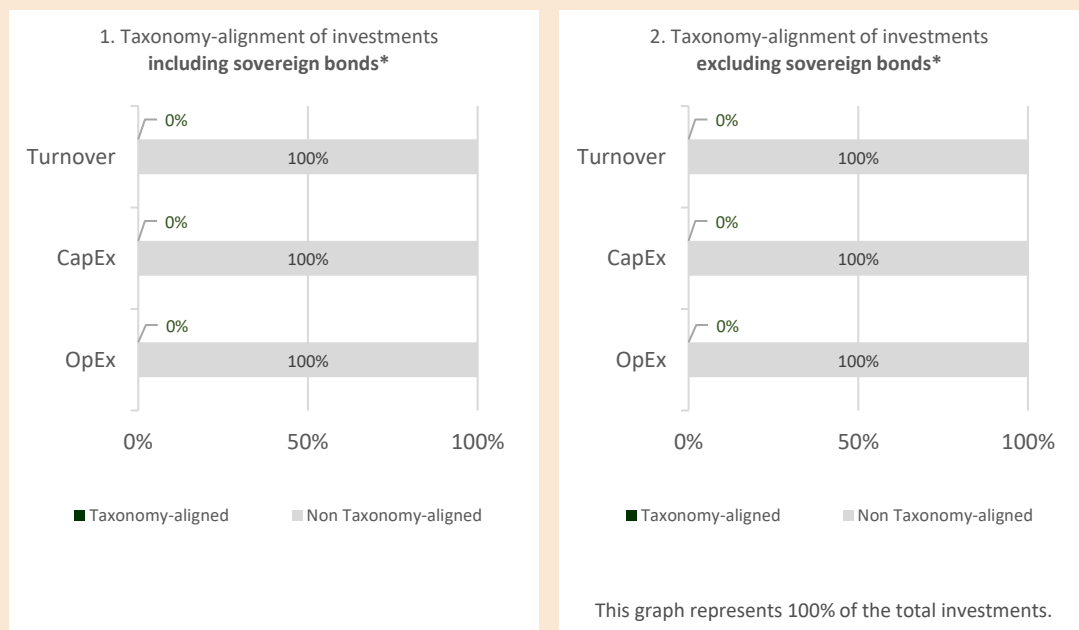 1. Taxonomy-alignment of investments
including sovereign bonds*
0%
Turnover
100%
0%
CapEx
100%
0%
OpEx
100%
0% 50% 100%
Taxonomy-aligned Non Taxonomy-aligned
2. Taxonomy-alignment of investments
excluding sovereign bonds*
0%
Turnover
100%
0%
CapEx
100%
0%
OpEx
100%
0% 50% 100%
Taxonomy-aligned Non Taxonomy-aligned
This graph represents 100% of the total investments.